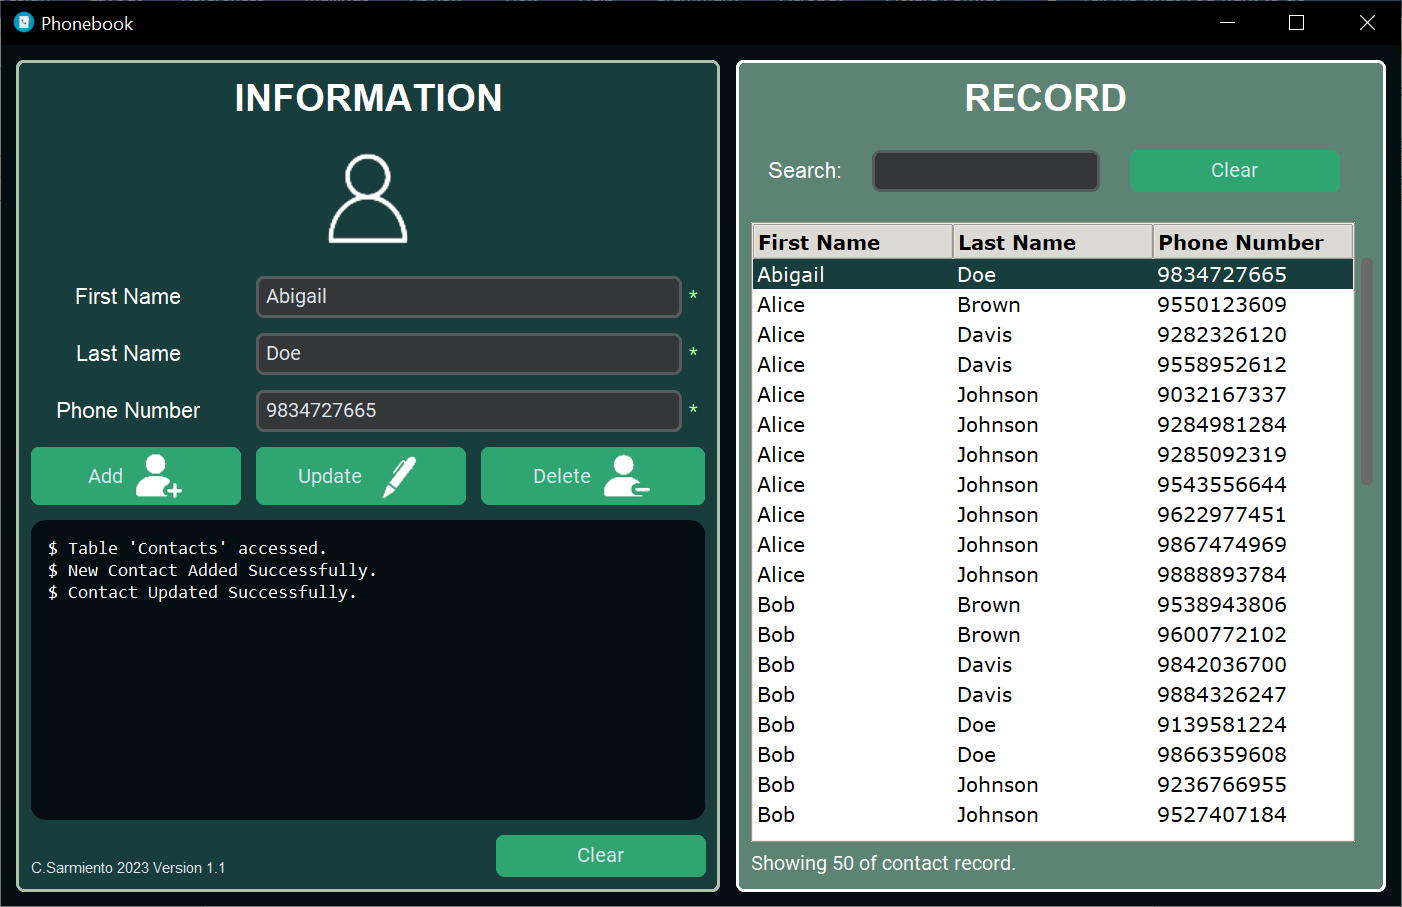 Phonebook
INFORMATION
First Name
Abigail
*
Last Name
Doe
*
Phone Number
9834727665
*
Add
Update
Delete
$ Table 'Contacts' accessed.
$ New Contact Added Successfully.
$ Contact Updated Successfully.
C.Sarmiento 2023 Version 1.1
Clear
RECORD
Search:
Clear
First Name Last Name Phone Number
Abigail Doe 9834727665
Alice Brown 9550123609
Alice Davis 9282326120
Alice Davis 9558952612
Alice Johnson 9032167337
Alice Johnson 9284981284
Alice Johnson 9285092319
Alice Johnson 9543556644
Alice Johnson 9622977451
Alice Johnson 9867474969
Alice Johnson 9888893784
Bob Brown 9538943806
Bob Brown 9600772102
Bob Davis 9842036700
Bob Davis 9884326247
Bob Doe 9139581224
Bob Doe 9866359608
Bob Johnson 9236766955
Bob Johnson 9527407184
Showing 50 of contact record.